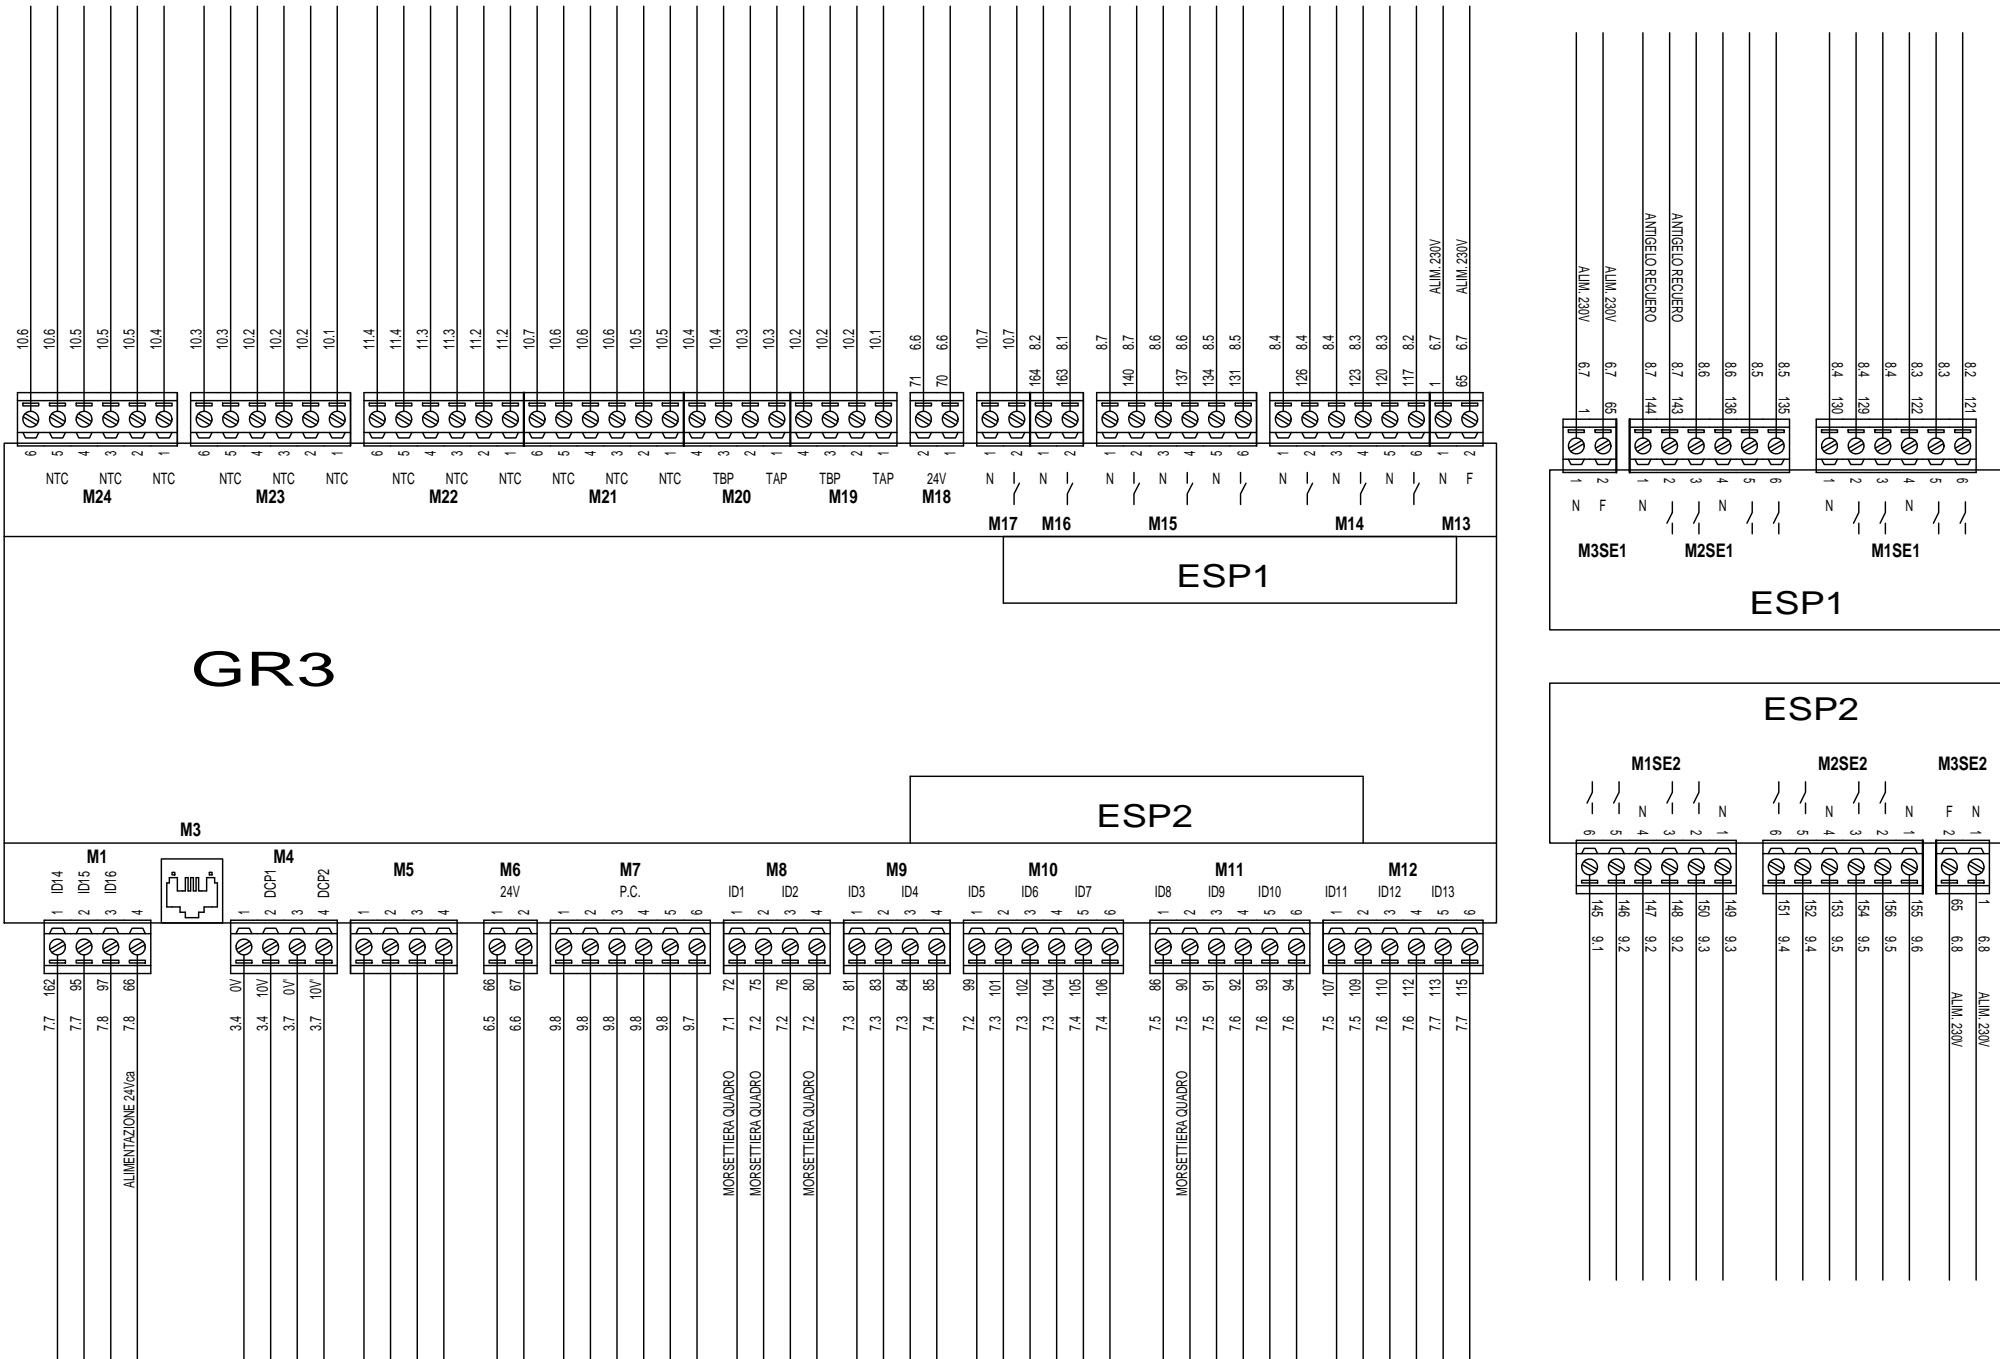 ALIM. 230V ALIM. 230V
10.6 10.6 10.5 10.5 10.5 10.4
10.3 10.3 10.2 10.2 10.2 10.1
11.4 11.4 11.3 11.3 11.2 11.2
10.7 10.6 10.6 10.6 10.5 10.5
10.4 10.4 10.3 10.3
10.2 10.2 10.2 10.1
6.6 6.6
10.7 10.7
8.2 8.1
8.7 8.7 8.6 8.6 8.5 8.5
8.4 8.4 8.4 8.3 8.3 8.2
6.7 6.7
71 70 164 163 140 137 134 131 126 123 120 117 1 65
6 5 4 3 2 1
6 5 4 3 2 1
6 5 4 3 2 1
6 5 4 3 2 1
4 3 2 1
4 3 2 1
2 1
1 2
1 2
1 2 3 4 5 6
1 2 3 4 5 6
1 2
NTC NTC NTC NTC NTC NTC NTC NTC NTC NTC NTC NTC TBP TAP TBP TAP 24V N N N N N N N N N F
M24 M23 M22 M21 M20 M19 M18
M17 M16 M15 M14 M13
ESP1
GR3
ESP2
M3
M1 M4 M5 M6 M7 M8 M9 M10 M11 M12
ID14 ID15 ID16 DCP1 DCP2 24V P.C. ID1 ID2 ID3 ID4 ID5 ID6 ID7 ID8 ID9 ID10 ID11 ID12 ID13
1 2 3 4
1 2 3 4
1 2 3 4
1 2
1 2 3 4 5 6
1 2 3 4
1 2 3 4
1 2 3 4 5 6
1 2 3 4 5 6
1 2 3 4 5 6
162 95 97 66
0V 10V 0V' 10V'
66 67
72 75 76 80
81 83 84 85
99 101 102 104 105 106
86 90 91 92 93 94
107 109 110 112 113 115
7.7 7.7 7.8 7.8
3.4 3.4 3.7 3.7
6.5 6.6
9.8 9.8 9.8 9.8 9.8 9.7
7.1 7.2 7.2 7.2
7.3 7.3 7.3 7.4
7.2 7.3 7.3 7.3 7.4 7.4
7.5 7.5 7.5 7.6 7.6 7.6
7.5 7.5 7.6 7.6 7.7 7.7
ALIMENTAZIONE 24Vca
MORSETTIERA QUADRO
MORSETTIERA QUADRO
MORSETTIERA QUADRO
MORSETTIERA QUADRO
ALIM. 230V
ALIM. 230V
ANTIGELO RECUERO
ANTIGELO RECUERO
6.7 6.7
8.7 8.7 8.6 8.6 8.5 8.5
8.4 8.4 8.4 8.3 8.3 8.2
1 65
144 143 136 135
130 129 122 121
1 2
1 2 3 4 5 6
1 2 3 4 5 6
N F N N N N
M3SE1 M2SE1 M1SE1
ESP1
ESP2
M1SE2 M2SE2 M3SE2
N N N N F N
6 5 4 3 2 1
6 5 4 3 2 1
2 1
145 146 147 148 150 149
151 152 153 154 156 155
65 1
9.1 9.2 9.2 9.2 9.3 9.3
9.4 9.4 9.5 9.5 9.5 9.6
6.8 6.8
ALIM. 230V
ALIM. 230V